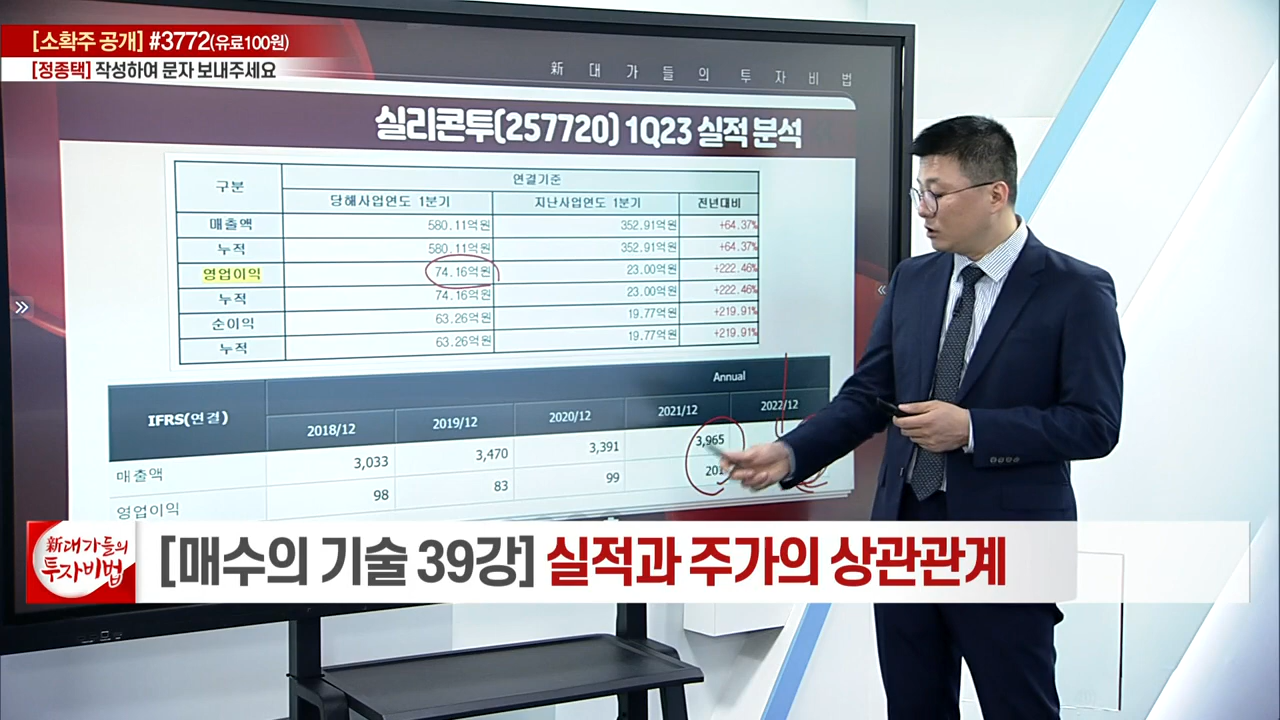 [소확주 공개] #3772(유료100원)
[정종택] 작성하여 문자 보내주세요
新 대가들의 투자비법
실리콘투(257720) 1Q23 실적 분석
구분 연결기준
당해사업연도 1분기 지난사업연도 1분기 전년대비
매출액 580.11억원 352.91억원 +64.37%
누적 580.11억원 352.91억원 +64.37%
영업이익 74.16억원 23.00억원 +222.46%
누적 74.16억원 23.00억원 +222.46%
순이익 63.26억원 19.77억원 +219.91%
누적 63.26억원 19.77억원 +219.91%
IFRS(연결) Annual
2018/12 2019/12 2020/12 2021/12 2022/12
매출액 3,033 3,470 3,391 3,965
영업이익 98 83 99 201
新대가들의
투자비법
[매수의 기술 39강] 실적과 주가의 상관관계